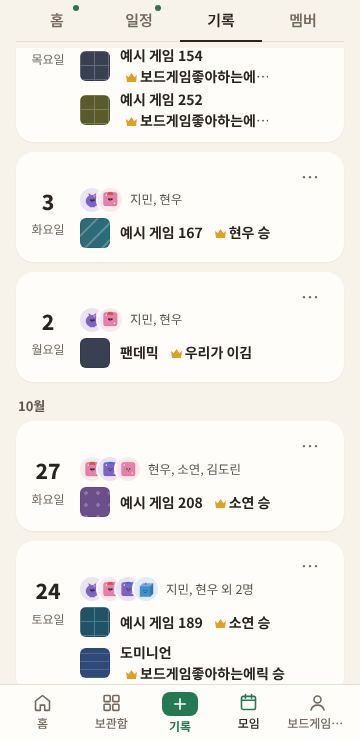 홈 일정 기록 멤버
목요일
예시 게임 154
보드게임좋아하는에…
예시 게임 252
보드게임좋아하는에…
...
3
화요일
지민, 현우
예시 게임 167 현우 승
...
2
월요일
지민, 현우
팬데믹 우리가 이김
10월
...
27
화요일
현우, 소연, 김도린
예시 게임 208 소연 승
...
24
토요일
지민, 현우 외 2명
예시 게임 189 소연 승
도미니언
보드게임좋아하는에릭 승
홈 보관함 기록 모임 보드게임…